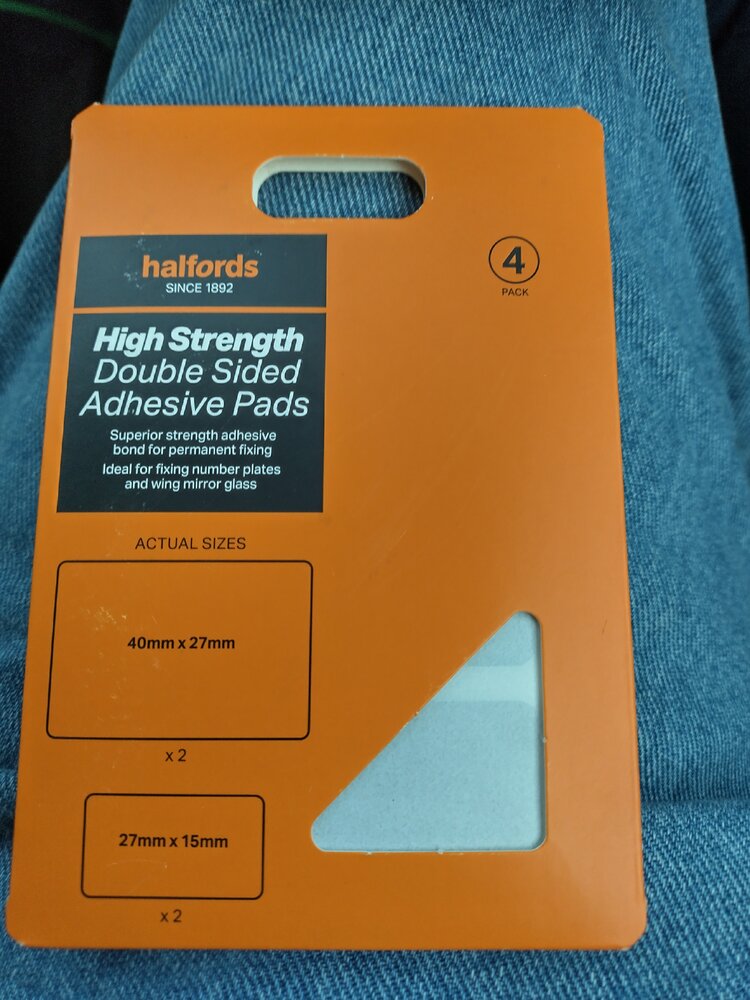 halfords
SINCE 1892
4
PACK
High Strength
Double Sided
Adhesive Pads
Superior strength adhesive
bond for permanent fixing
Ideal for fixing number plates
and wing mirror glass
ACTUAL SIZES
40mm x 27mm
x 2
27mm x 15mm
x 2